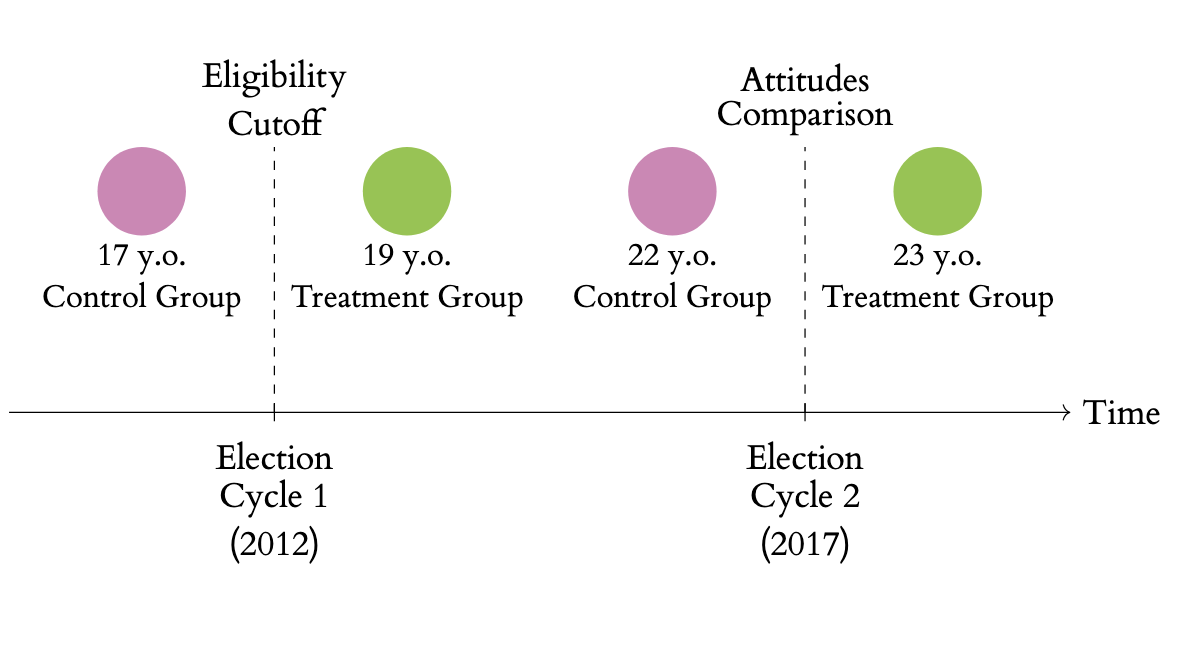 Eligibility
Cutoff
Attitudes
Comparison
17 y.o.
Control Group
19 y.o.
Treatment Group
22 y.o.
Control Group
23 y.o.
Treatment Group
Time
Election
Cycle 1
(2012)
Election
Cycle 2
(2017)